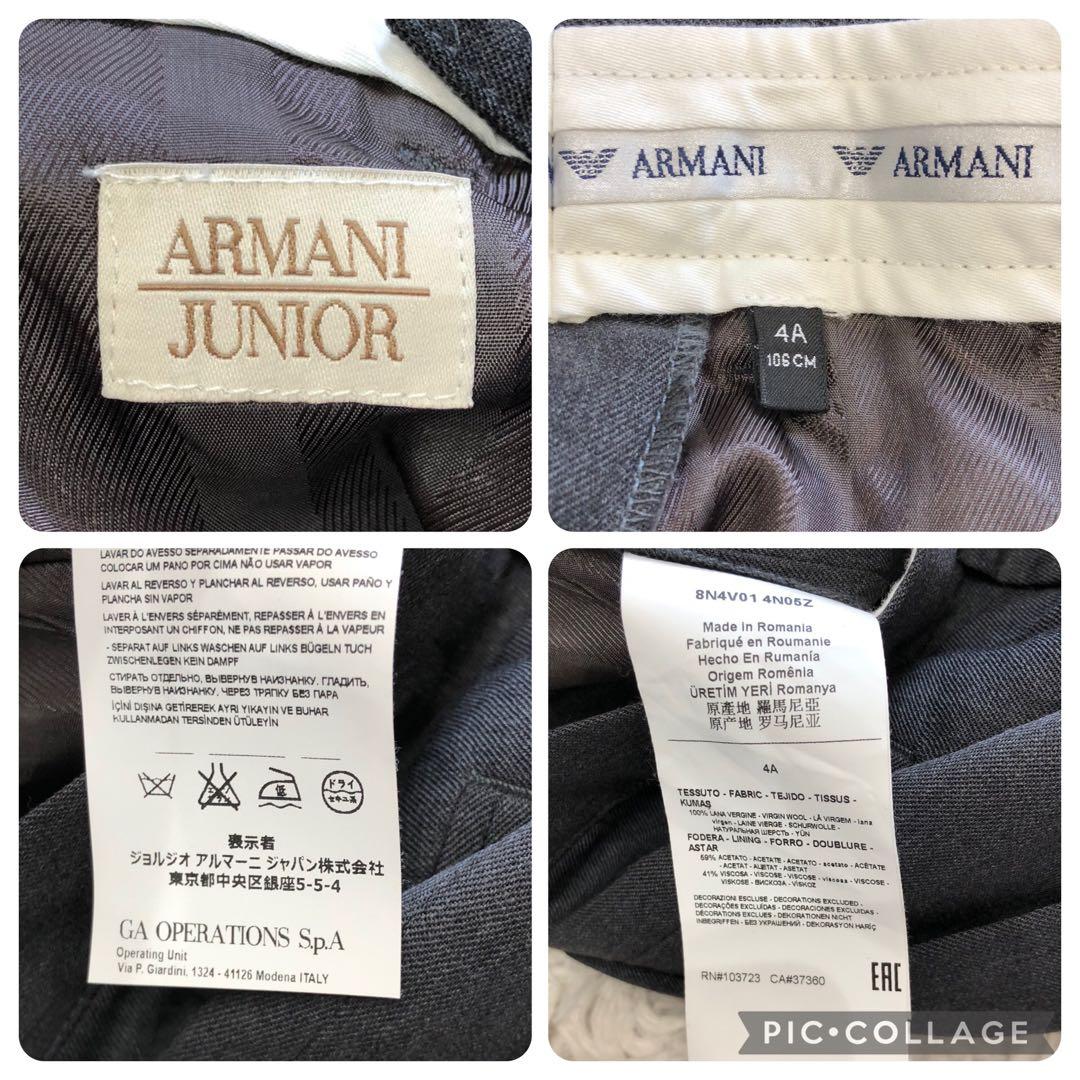 ARMANI
JUNIOR
ARMANI ARMANI
4A
106 CM
LAVAR DO AVESSO SEPARADAMENTE PASSAR DO AVESSO
COLOCAR UM PANO POR CIMA NÃO USAR VAPOR
LAVAR AL REVERSO Y PLANCHAR AL REVERSO, USAR PAÑO Y
PLANCHA SIN VAPOR
LAVER À L'ENVERS SÉPARÉMENT, REPASSER À L'ENVERS EN
INTERPOSANT UN CHIFFON, NE PAS REPASSER À LA VAPEUR
- SEPARAT AUF LINKS WASCHEN AUF LINKS BÜGELN TUCH
ZWISCHENLEGEN KEIN DAMPF
СТИРАТЬ ОТДЕЛЬНО, ВЫВЕРНУВ НАИЗНАНКУ. ГЛАДИТЬ,
ВЫВЕРНУВ НАИЗНАНКУ, ЧЕРЕЗ ТРЯПКУ БЕЗ ПАРА
İÇİNİ DIŞINA GETİREREK AYRI YIKAYIN VE BUHAR
KULLANMADAN TERSİNDEN ÜTÜLEYİN
低
ドライ
セキユ系
表示者
ジョルジオ アルマーニ ジャパン株式会社
東京都中央区銀座5-5-4
GA OPERATIONS S.p.A
Operating Unit
Via P. Giardini, 1324 - 41126 Modena ITALY
8N4V01 4N05Z
Made in Romania
Fabriqué en Roumanie
Hecho En Rumanía
Origem Romênia
ÜRETİM YERİ Romanya
原產地 羅馬尼亞
原产地 罗马尼亚
4A
TESSUTO - FABRIC - TEJIDO - TISSUS -
KUMAŞ
100% LANA VERGINE - VIRGIN WOOL - LÃ VIRGEM - lana
virgen - LAINE VIERGE - SCHURWOLLE -
НАТУРАЛЬНАЯ ШЕРСТЬ - YÜN
FODERA - LINING - FORRO - DOUBLURE -
ASTAR
59% ACETATO - ACETATE - ACETATO - acetato - ACÉTATE
- ACETAT - АЦЕТАТ - ASETAT
41% VISCOSA - VISCOSE - VISCOSE - viscosa - VISCOSE -
VISKOSE - ВИСКОЗА - VİSKOZ
DECORAZIONI ESCLUSE - DECORATIONS EXCLUDED -
DECORAÇÕES EXCLUÍDAS - DECORACIONES EXCLUIDAS -
DÉCORATIONS EXCLUES - DEKORATIONEN NICHT
INBEGRIFFEN - БЕЗ УКРАШЕНИЙ - DEKORASYON HARİÇ
RN#103723 CA#37360
EAC
PIC•COLLAGE